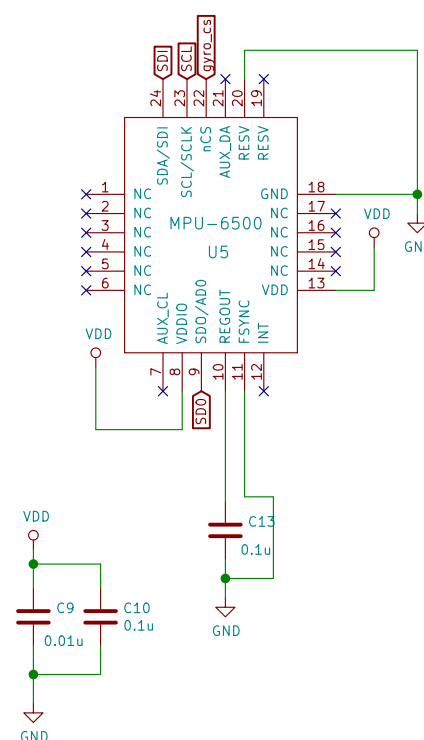 SDI
SCL
gyro_cs
24
23
22
21
20
19
SDA/SDI
SCL/SCLK
nCS
AUX_DA
RESV
RESV
1 NC
2 NC
3 NC
4 NC
5 NC
6 NC
GND 18
NC 17
NC 16
NC 15
NC 14
VDD 13
MPU-6500
U5
VDD
GN
AUX_CL
VDDIO
SDO/AD0
REGOUT
FSYNC
INT
7
8
9
10
11
12
VDD
SDO
C13
0.1u
GND
VDD
C9
0.01u
C10
0.1u
GND